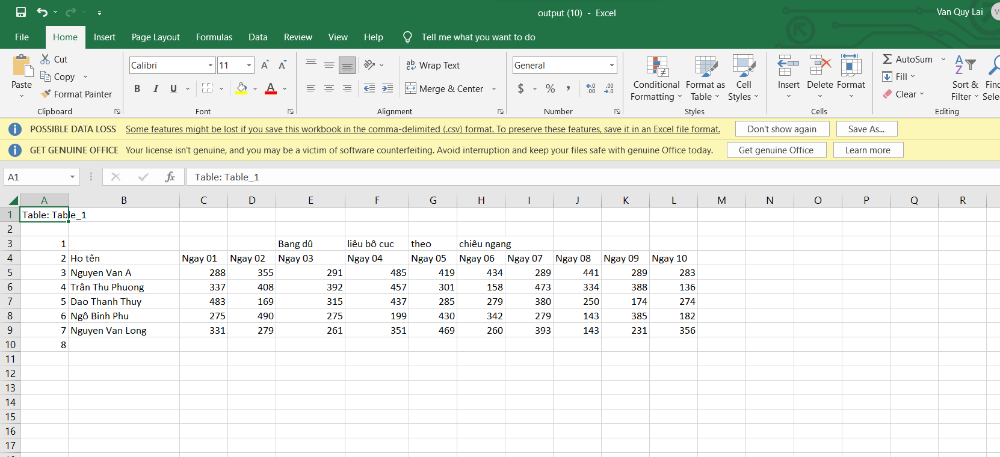 output (10) - Excel
Van Quy Lai
File Home Insert Page Layout Formulas Data Review View Help Tell me what you want to do
Paste
Cut
Copy
Format Painter
Clipboard
Calibri 11 A A
B I U A
Font
ab Wrap Text
Merge & Center
Alignment
General
$ % ,
Number
Conditional Formatting
Format as Table
Cell Styles
Styles
Insert Delete Format
Cells
AutoSum
Fill
Clear
Sort & Filter
Editing
POSSIBLE DATA LOSS Some features might be lost if you save this workbook in the comma-delimited (.csv) format. To preserve these features, save it in an Excel file format. Don't show again Save As...
GET GENUINE OFFICE Your license isn't genuine, and you may be a victim of software counterfeiting. Avoid interruption and keep your files safe with genuine Office today. Get genuine Office Learn more
A1 fx Table: Table_1
A B C D E F G H I J K L M N O P Q R
1 Table: Table_1
2
3 1 Bang dû liêu bô cuc theo chiêu ngang
4 2 Ho tên Ngay 01 Ngay 02 Ngay 03 Ngay 04 Ngay 05 Ngay 06 Ngay 07 Ngay 08 Ngay 09 Ngay 10
5 3 Nguyen Van A 288 355 291 485 419 434 289 441 289 283
6 4 Trân Thu Phuong 337 408 392 457 301 158 473 334 388 136
7 5 Dao Thanh Thuy 483 169 315 437 285 279 380 250 174 274
8 6 Ngô Binh Phu 275 490 275 199 430 342 279 143 385 182
9 7 Nguyen Van Long 331 279 261 351 469 260 393 143 231 356
10 8
11
12
13
14
15
16
17